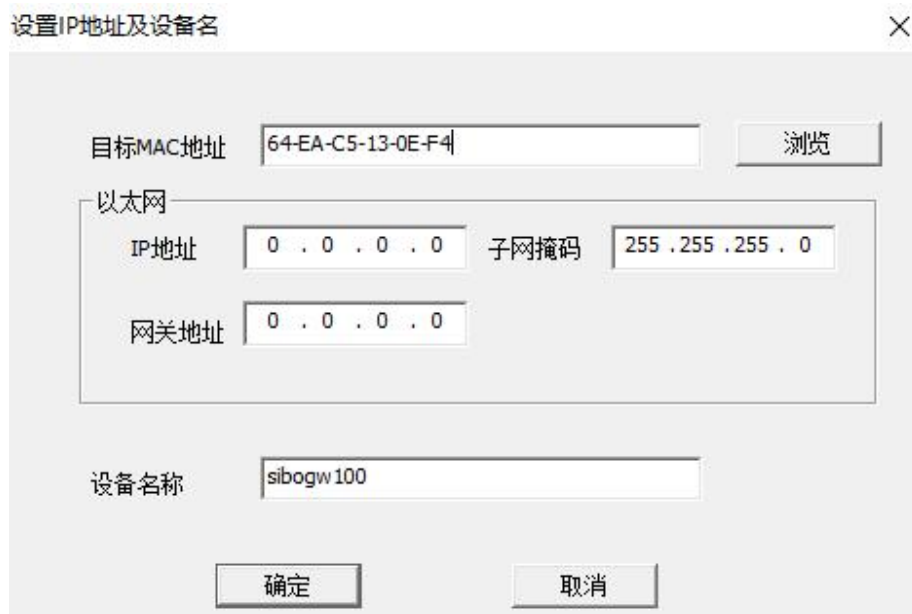 设置IP地址及设备名
目标MAC地址 64-EA-C5-13-0E-F4 浏览
以太网
IP地址 0 . 0 . 0 . 0 子网掩码 255 .255 .255 . 0
网关地址 0 . 0 . 0 . 0
设备名称 sibogw100
确定 取消